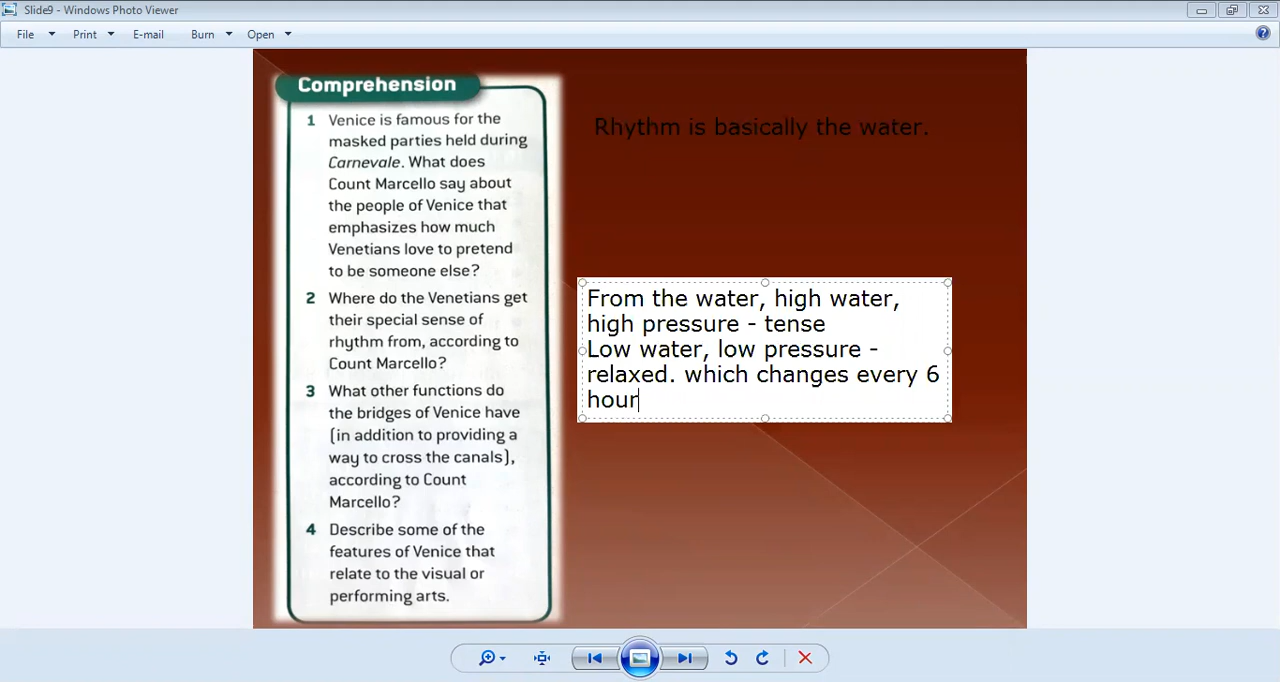 Slide9 - Windows Photo Viewer
File Print E-mail Burn Open
Comprehension
1 Venice is famous for the
masked parties held during
Carnevale. What does
Count Marcello say about
the people of Venice that
emphasizes how much
Venetians love to pretend
to be someone else?
2 Where do the Venetians get
their special sense of
rhythm from, according to
Count Marcello?
3 What other functions do
the bridges of Venice have
(in addition to providing a
way to cross the canals),
according to Count
Marcello?
4 Describe some of the
features of Venice that
relate to the visual or
performing arts.
Rhythm is basically the water.
From the water, high water,
high pressure - tense
Low water, low pressure -
relaxed. which changes every 6
hour